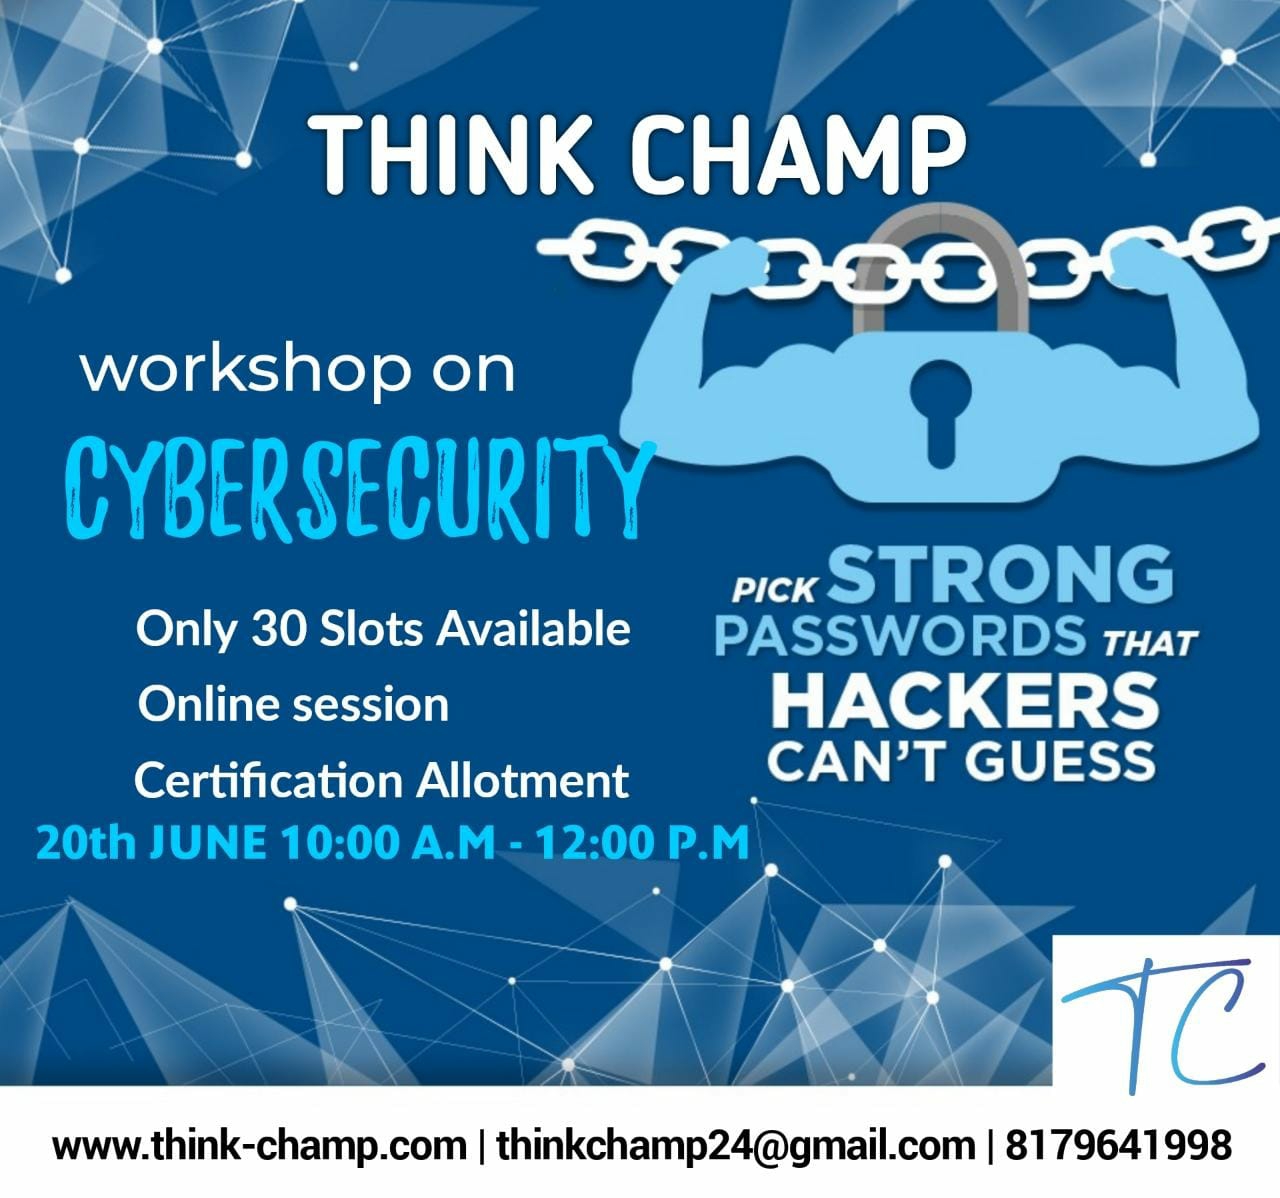 THINK CHAMP
workshop on
CYBERSECURITY
Only 30 Slots Available
Online session
Certification Allotment
20th JUNE 10:00 A.M - 12:00 P.M
PICK STRONG
PASSWORDS THAT
HACKERS
CAN'T GUESS
TC
www.think-champ.com | thinkchamp24@gmail.com | 8179641998